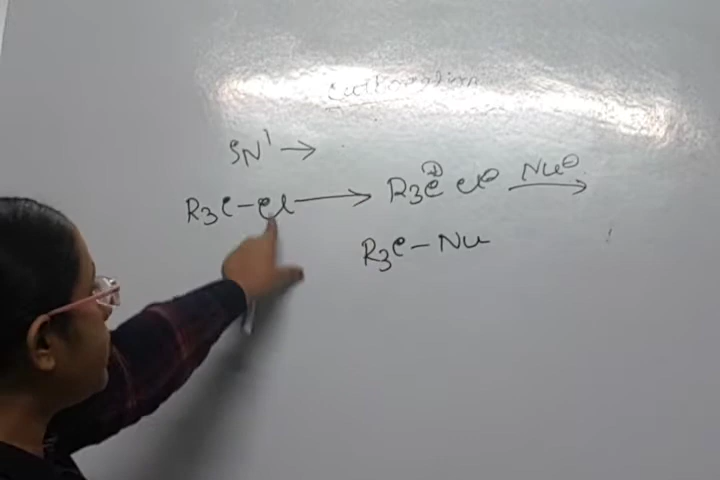 SN¹ →
R₃C–Cl → R₃C⊕ Cl⊖ Nu⊖ →
R₃C–Nu